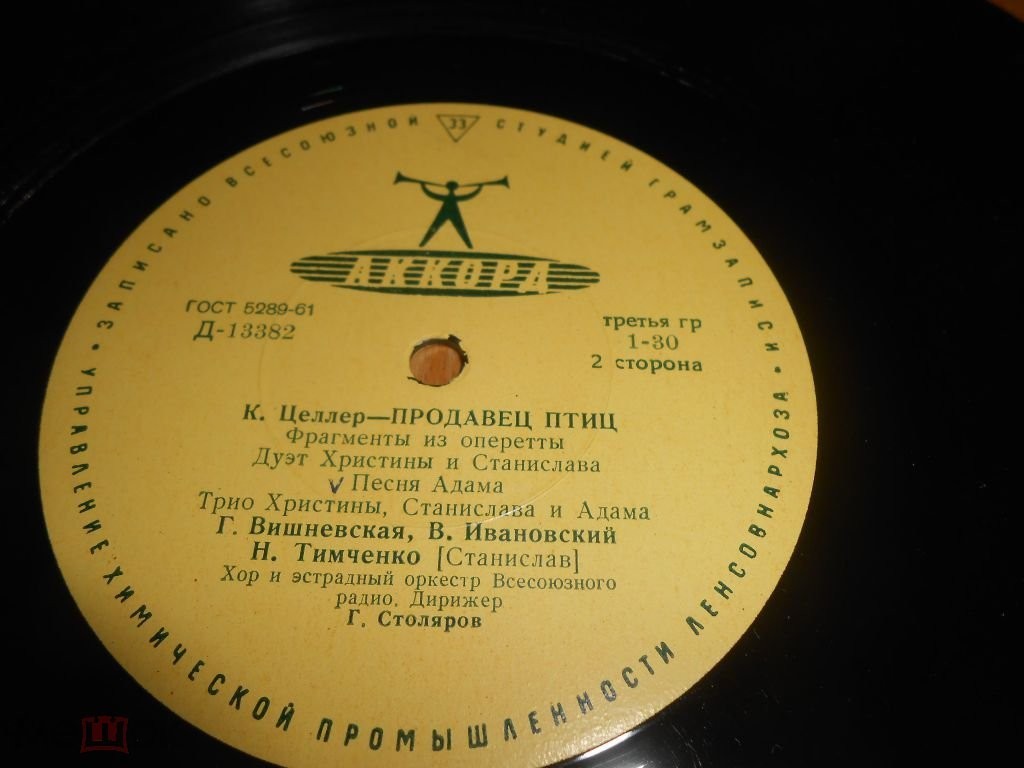 • ЗАПИСАНО ВСЕСОЮЗНОЙ 33 СТУДИЕЙ ГРАМЗАПИСИ •
АККОРД
ГОСТ 5289-61
Д-13382
третья гр
1-30
2 сторона
К. Целлер—ПРОДАВЕЦ ПТИЦ
Фрагменты из оперетты
Дуэт Христины и Станислава
Песня Адама
Трио Христины, Станислава и Адама
Г. Вишневская, В. Ивановский
Н. Тимченко [Станислав]
Хор и эстрадный оркестр Всесоюзного
радио. Дирижер
Г. Столяров
УПРАВЛЕНИЕ ХИМИЧЕСКОЙ ПРОМЫШЛЕННОСТИ ЛЕНСОВНАРХОЗА